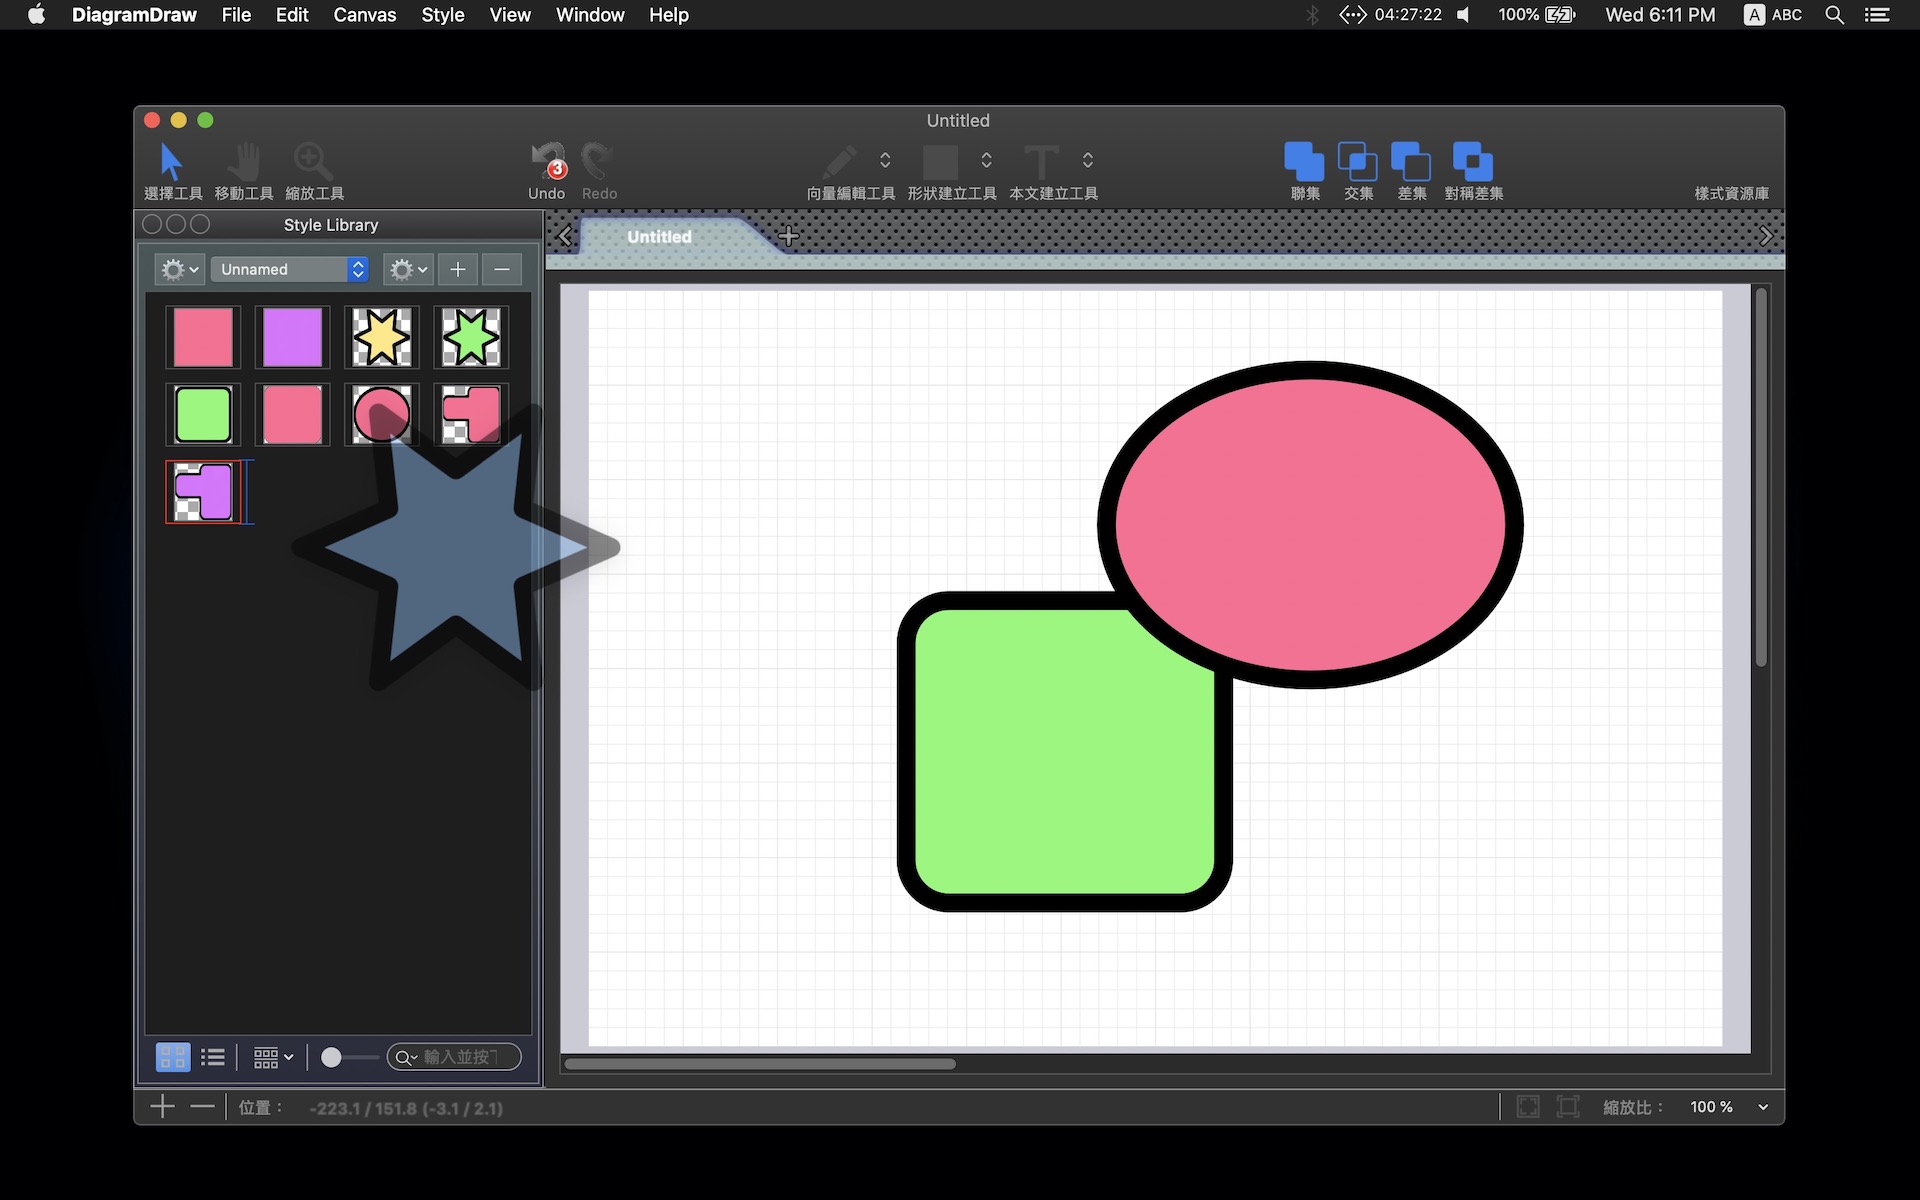 DiagramDraw File Edit Canvas Style View Window Help 04:27:22 100% Wed 6:11 PM A ABC
Untitled
選擇工具 移動工具 縮放工具 3 Undo Redo 向量編輯工具 形狀建立工具 本文建立工具 聯集 交集 差集 對稱差集 樣式資源庫
Style Library
Untitled
Unnamed
輸入並按
位置： -223.1 / 151.8 (-3.1 / 2.1) 縮放比： 100 %